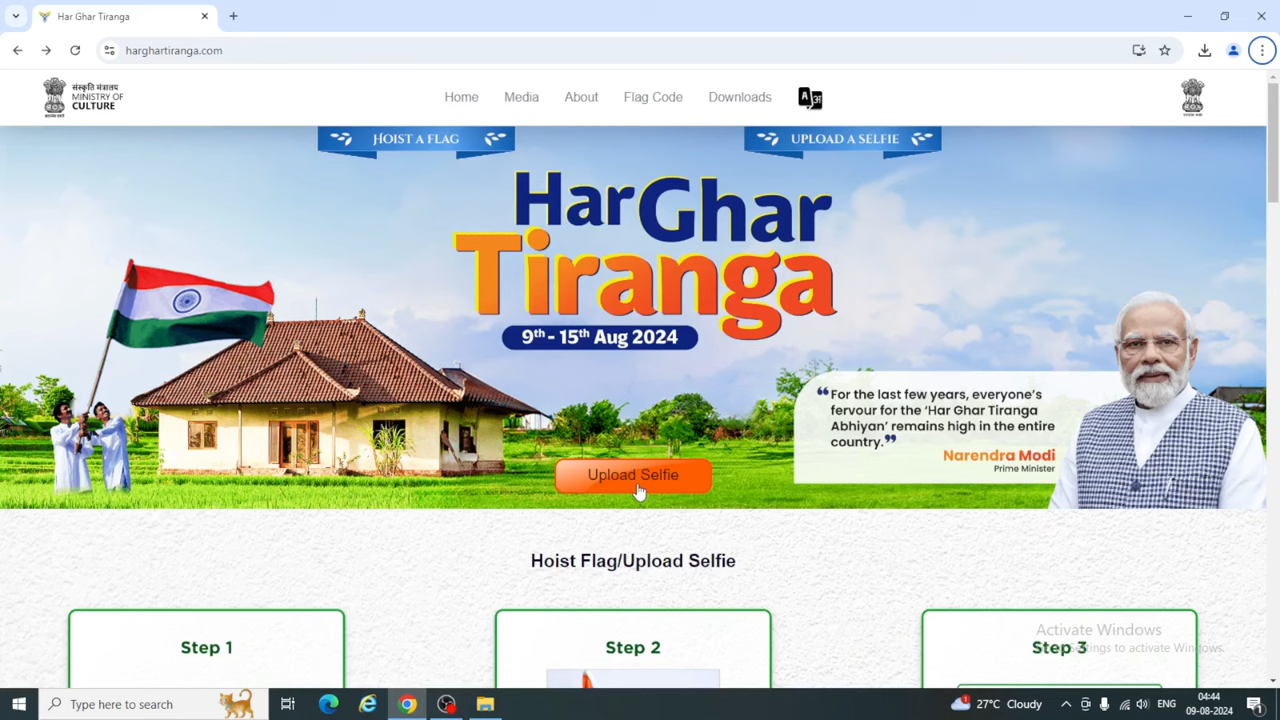 Har Ghar Tiranga
harghartiranga.com
संस्कृति मंत्रालय
MINISTRY OF
CULTURE
Home
Media
About
Flag Code
Downloads
HOIST A FLAG
UPLOAD A SELFIE
Har Ghar
Tiranga
9th - 15th Aug 2024
“For the last few years, everyone's
fervour for the ‘Har Ghar Tiranga
Abhiyan’ remains high in the entire
country.”
Narendra Modi
Prime Minister
Upload Selfie
Hoist Flag/Upload Selfie
Step 1
Step 2
Step 3
Activate Windows
to activate Windows.
Type here to search
27°C Cloudy
ENG
04:44
09-08-2024